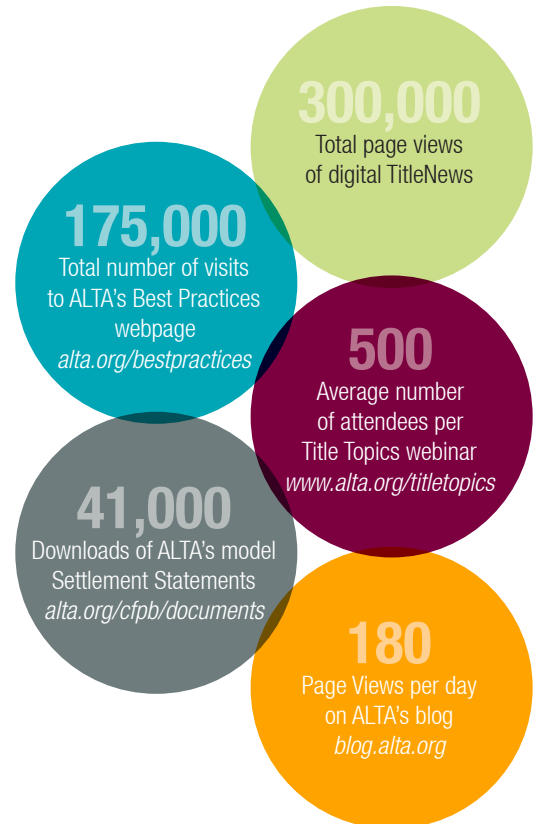 300,000
Total page views
of digital TitleNews
175,000
Total number of visits
to ALTA's Best Practices
webpage
alta.org/bestpractices
500
Average number
of attendees per
Title Topics webinar
www.alta.org/titletopics
41,000
Downloads of ALTA's model
Settlement Statements
alta.org/cfpb/documents
180
Page Views per day
on ALTA's blog
blog.alta.org